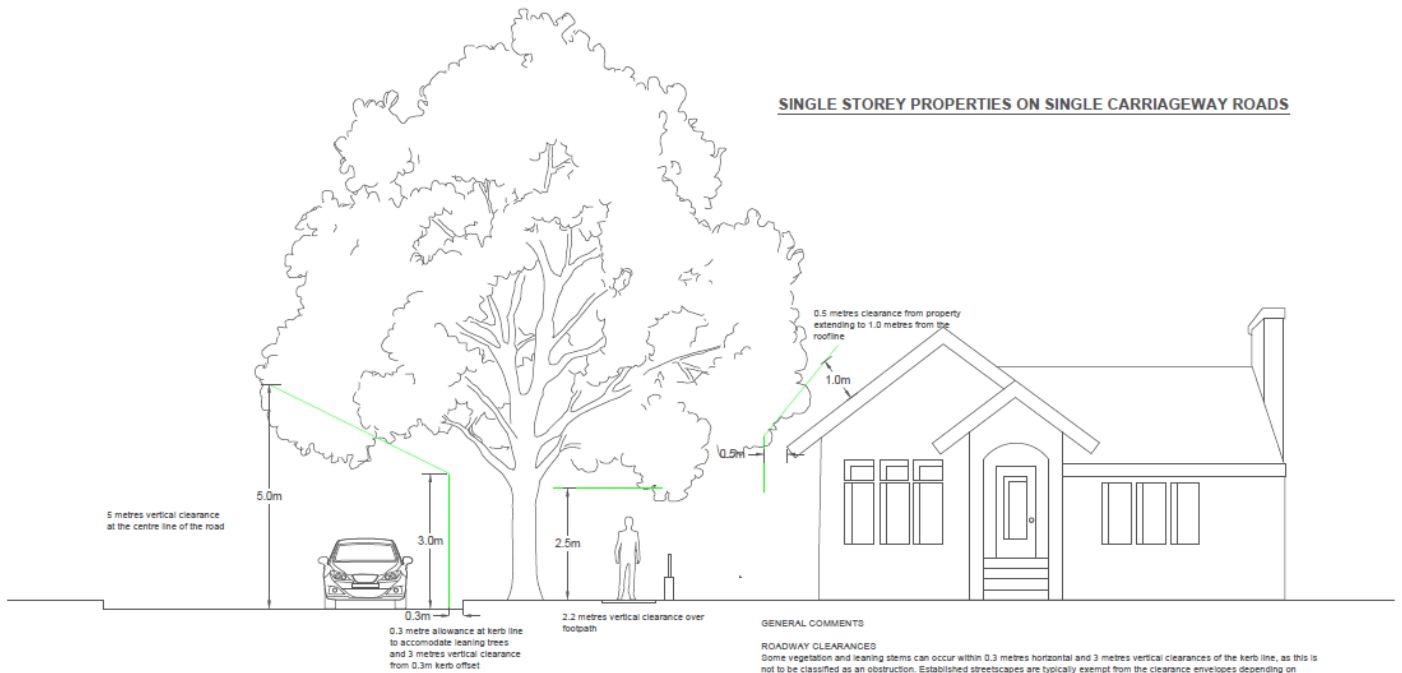 SINGLE STOREY PROPERTIES ON SINGLE CARRIAGEWAY ROADS
0.5 metres clearance from property
extending to 1.0 metres from the
roofline
1.0m
0.5m
5.0m
5 metres vertical clearance
at the centre line of the road
3.0m
2.5m
0.3m
0.3 metre allowance at kerb line
to accomodate leaning trees
and 3 metres vertical clearance
from 0.3m kerb offset
2.2 metres vertical clearance over
footpath
GENERAL COMMENTS
ROADWAY CLEARANCES
Some vegetation and leaning stems can occur within 0.3 metres horizontal and 3 metres vertical clearances of the kerb line, as this is
not to be classified as an obstruction. Established streetscapes are typically exempt from the clearance envelopes depending on